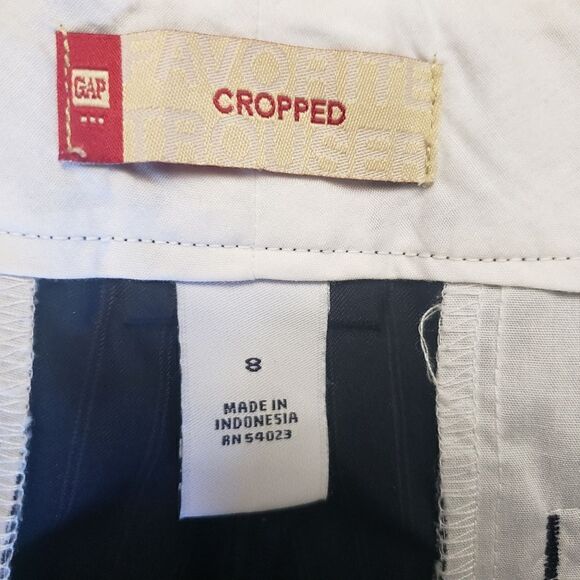 FAVORITE
GAP
CROPPED
TROUSER
8
MADE IN
INDONESIA
RN 54023